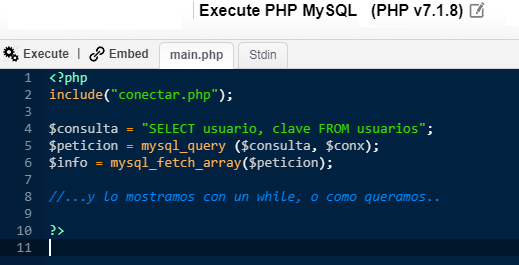 Execute PHP MySQL (PHP v7.1.8)
Execute | Embed main.php Stdin
1 <?php
2 include("conectar.php");
3
4 $consulta = "SELECT usuario, clave FROM usuarios";
5 $peticion = mysql_query ($consulta, $conx);
6 $info = mysql_fetch_array($peticion);
7
8 //...y lo mostramos con un while, o como queramos..
9
10 ?>
11